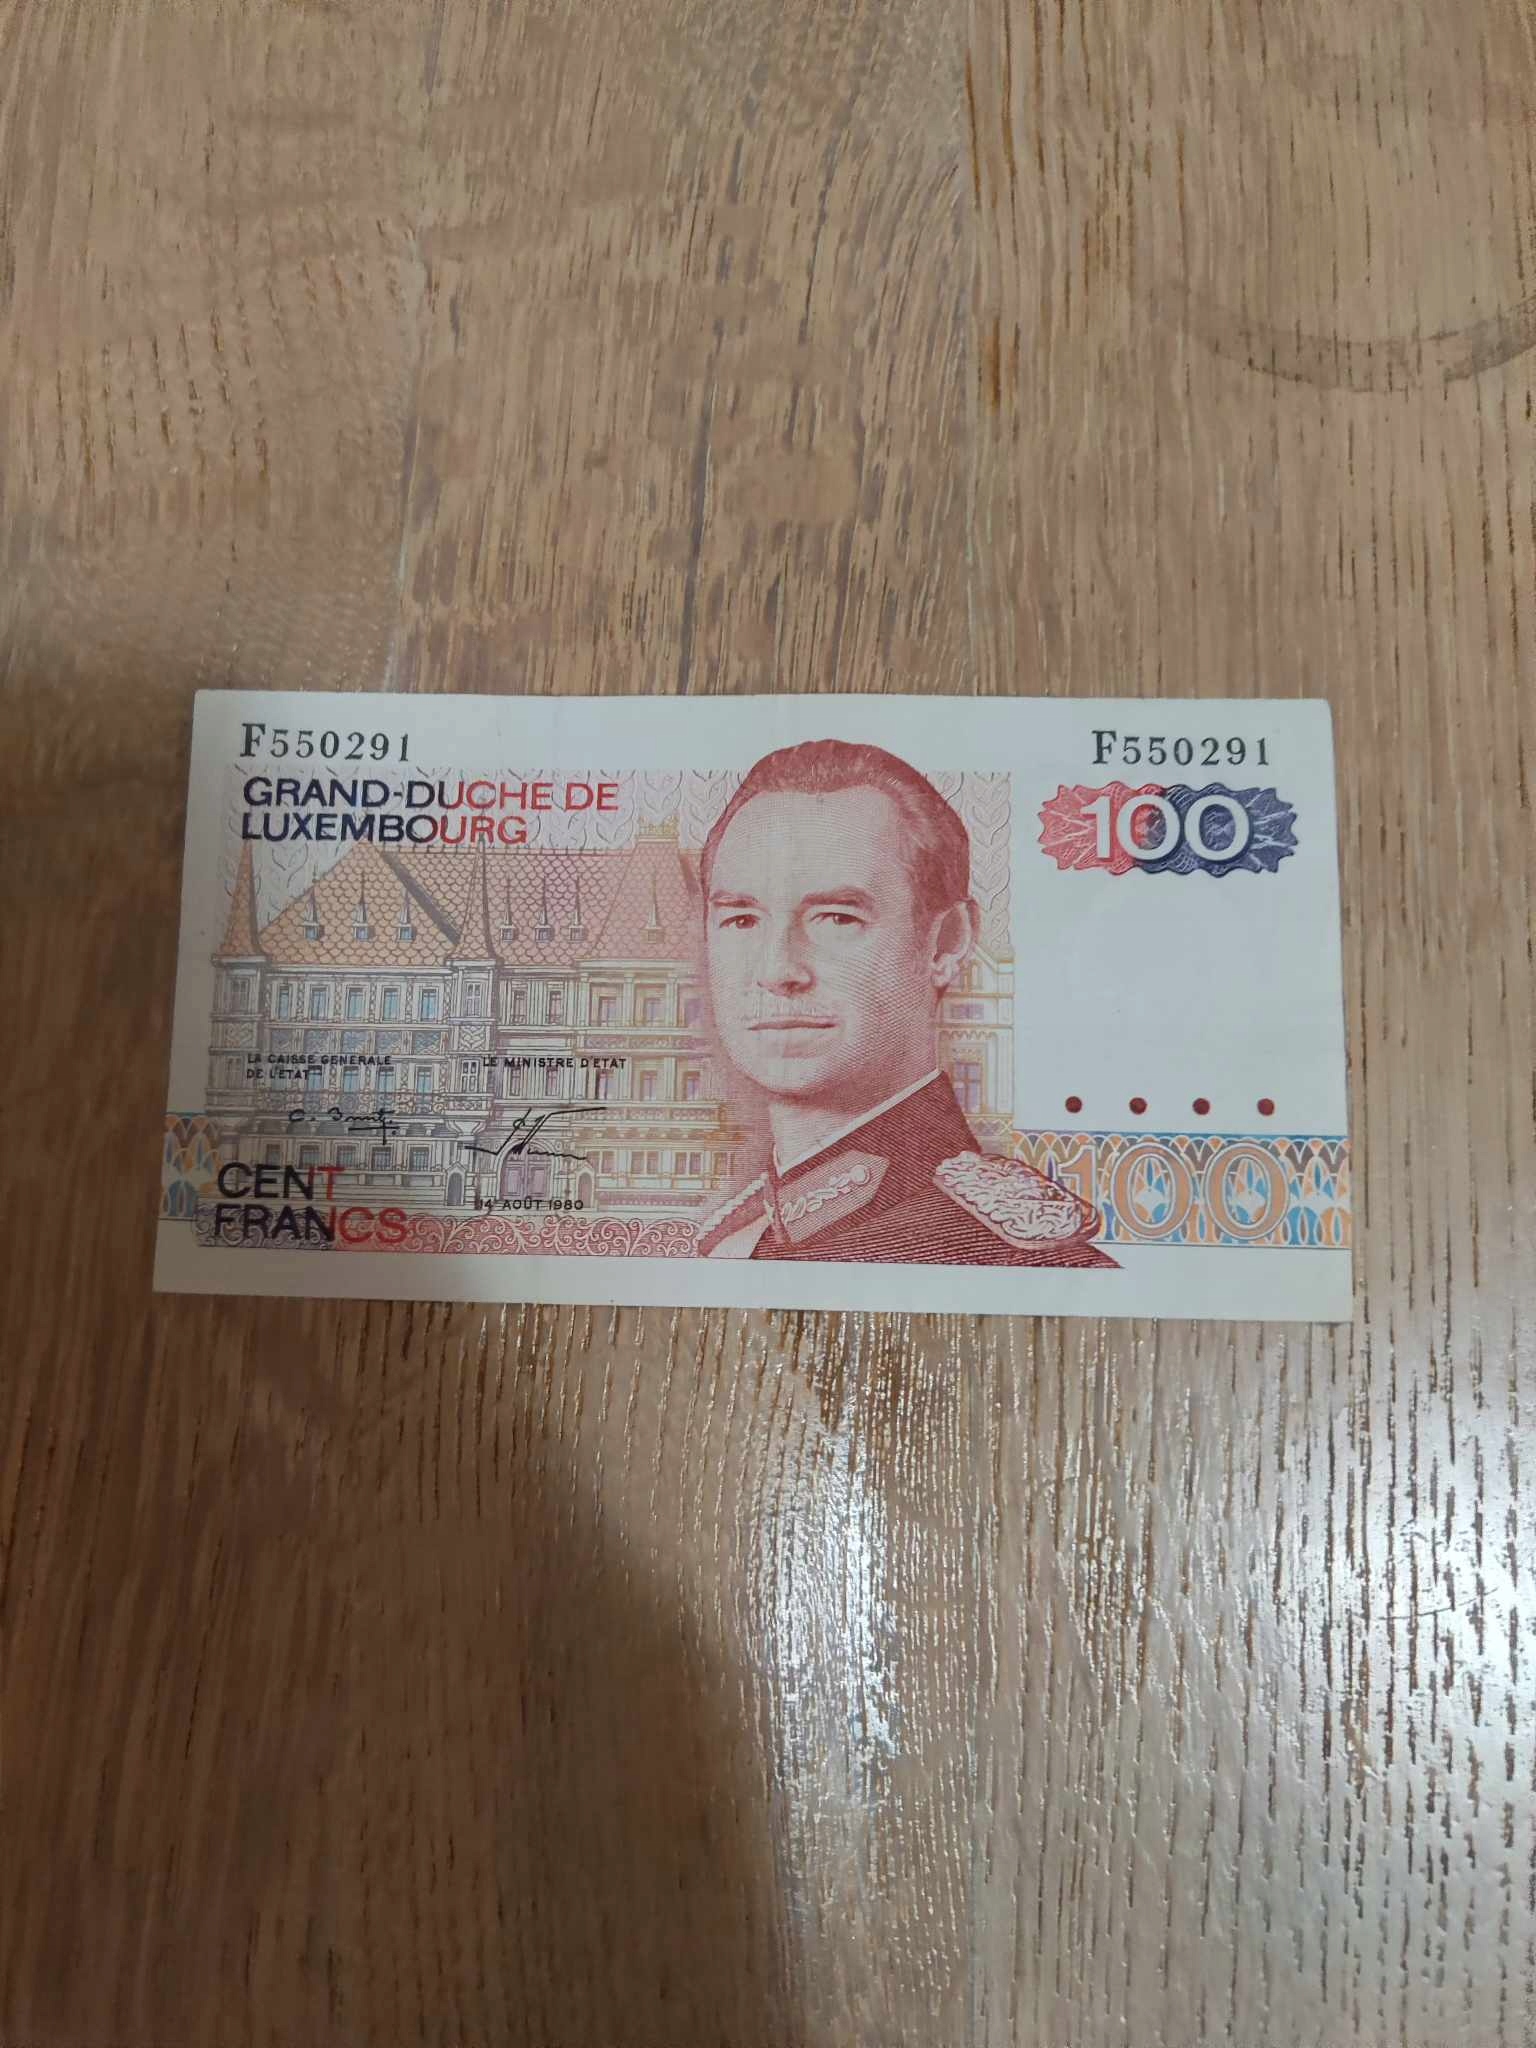 F550291
F550291
GRAND-DUCHE DE
LUXEMBOURG
100
LA CAISSE GENERALE
DE L'ETAT
LE MINISTRE D'ETAT
CENT
FRANCS
14 AOÛT 1980
100